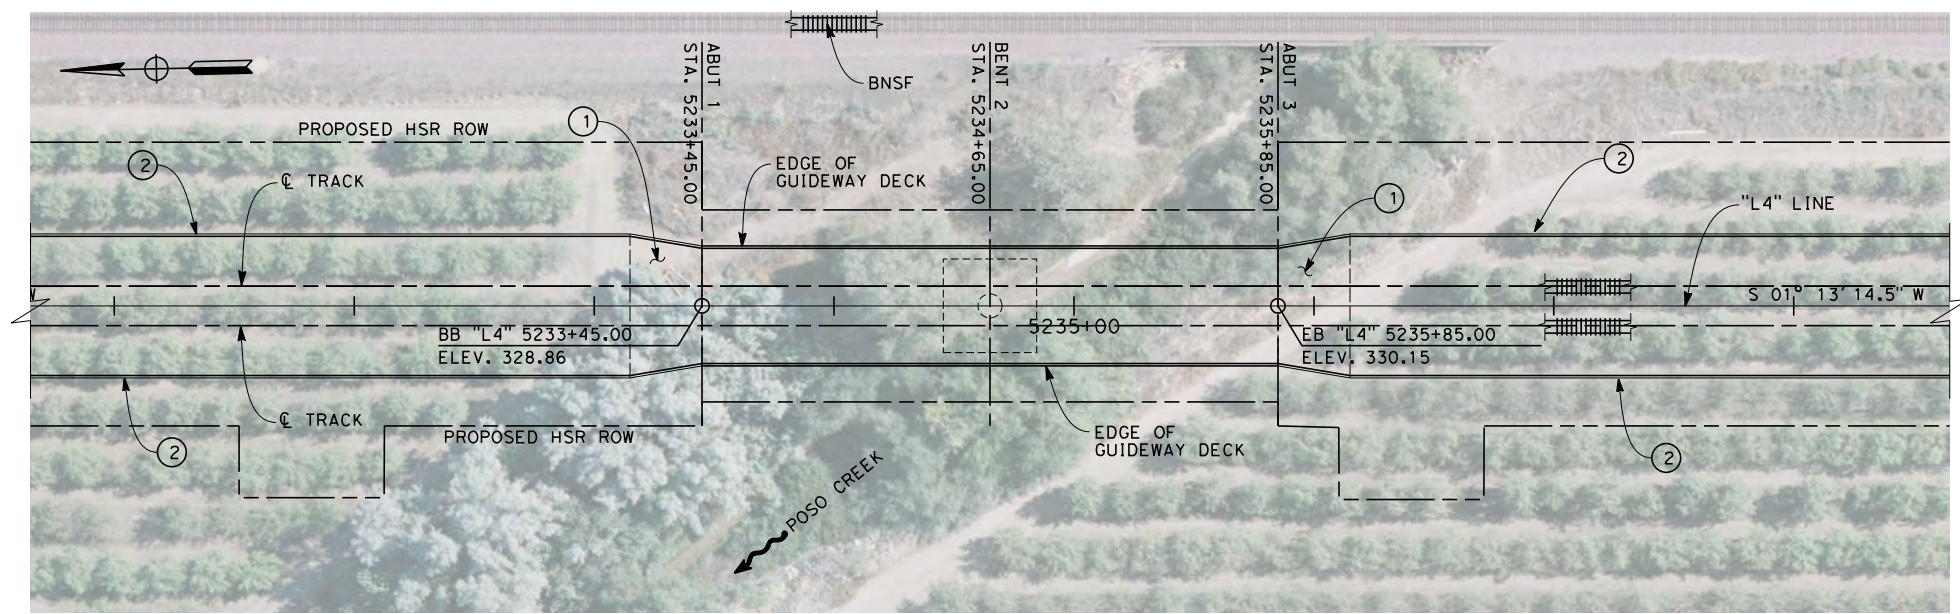 ABUT 1
STA. 5233+45.00
BNSF
BENT 2
STA. 5234+65.00
ABUT 3
STA. 5235+85.00
PROPOSED HSR ROW
1
2
℄ TRACK
EDGE OF
GUIDEWAY DECK
1
2
"L4" LINE
S 01° 13' 14.5" W
5235+00
BB "L4" 5233+45.00
ELEV. 328.86
EB "L4" 5235+85.00
ELEV. 330.15
℄ TRACK
2
PROPOSED HSR ROW
EDGE OF
GUIDEWAY DECK
2
POSO CREEK